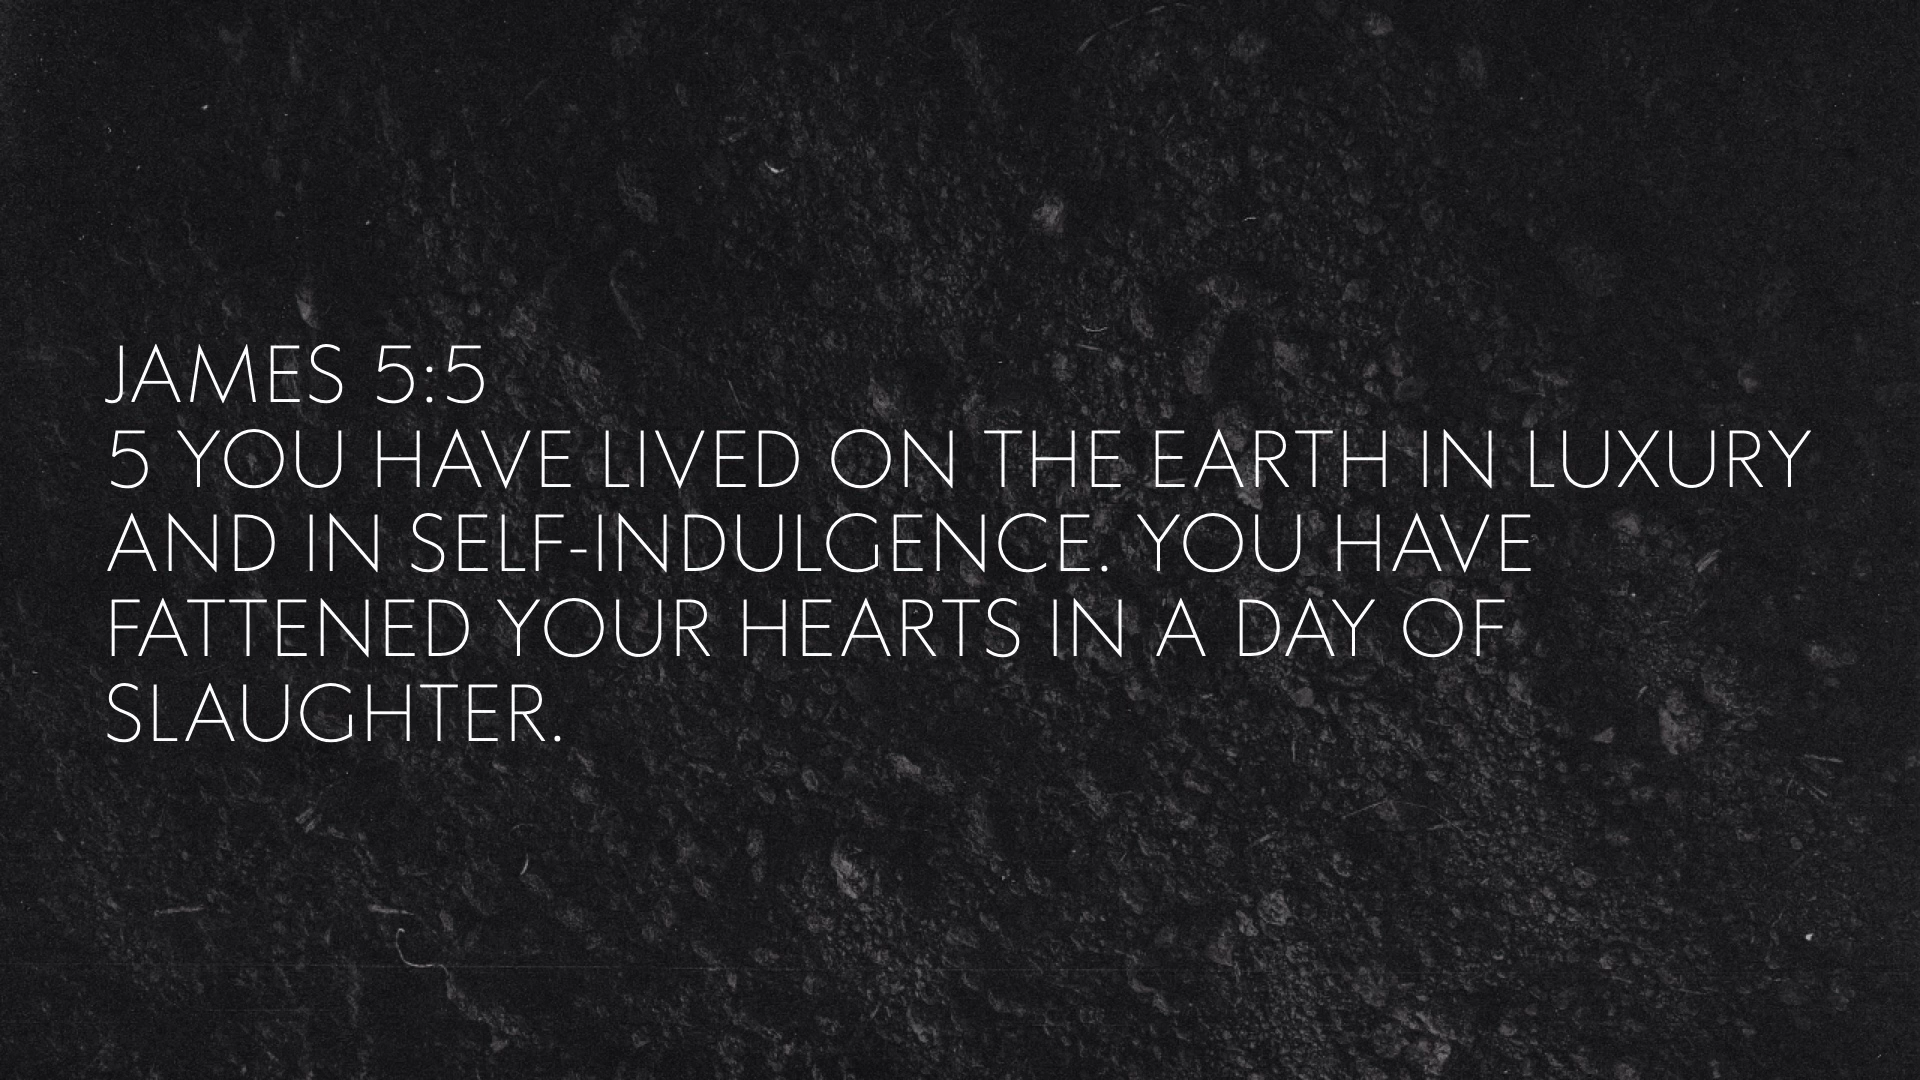 JAMES 5:5
5 YOU HAVE LIVED ON THE EARTH IN LUXURY
AND IN SELF-INDULGENCE. YOU HAVE
FATTENED YOUR HEARTS IN A DAY OF
SLAUGHTER.